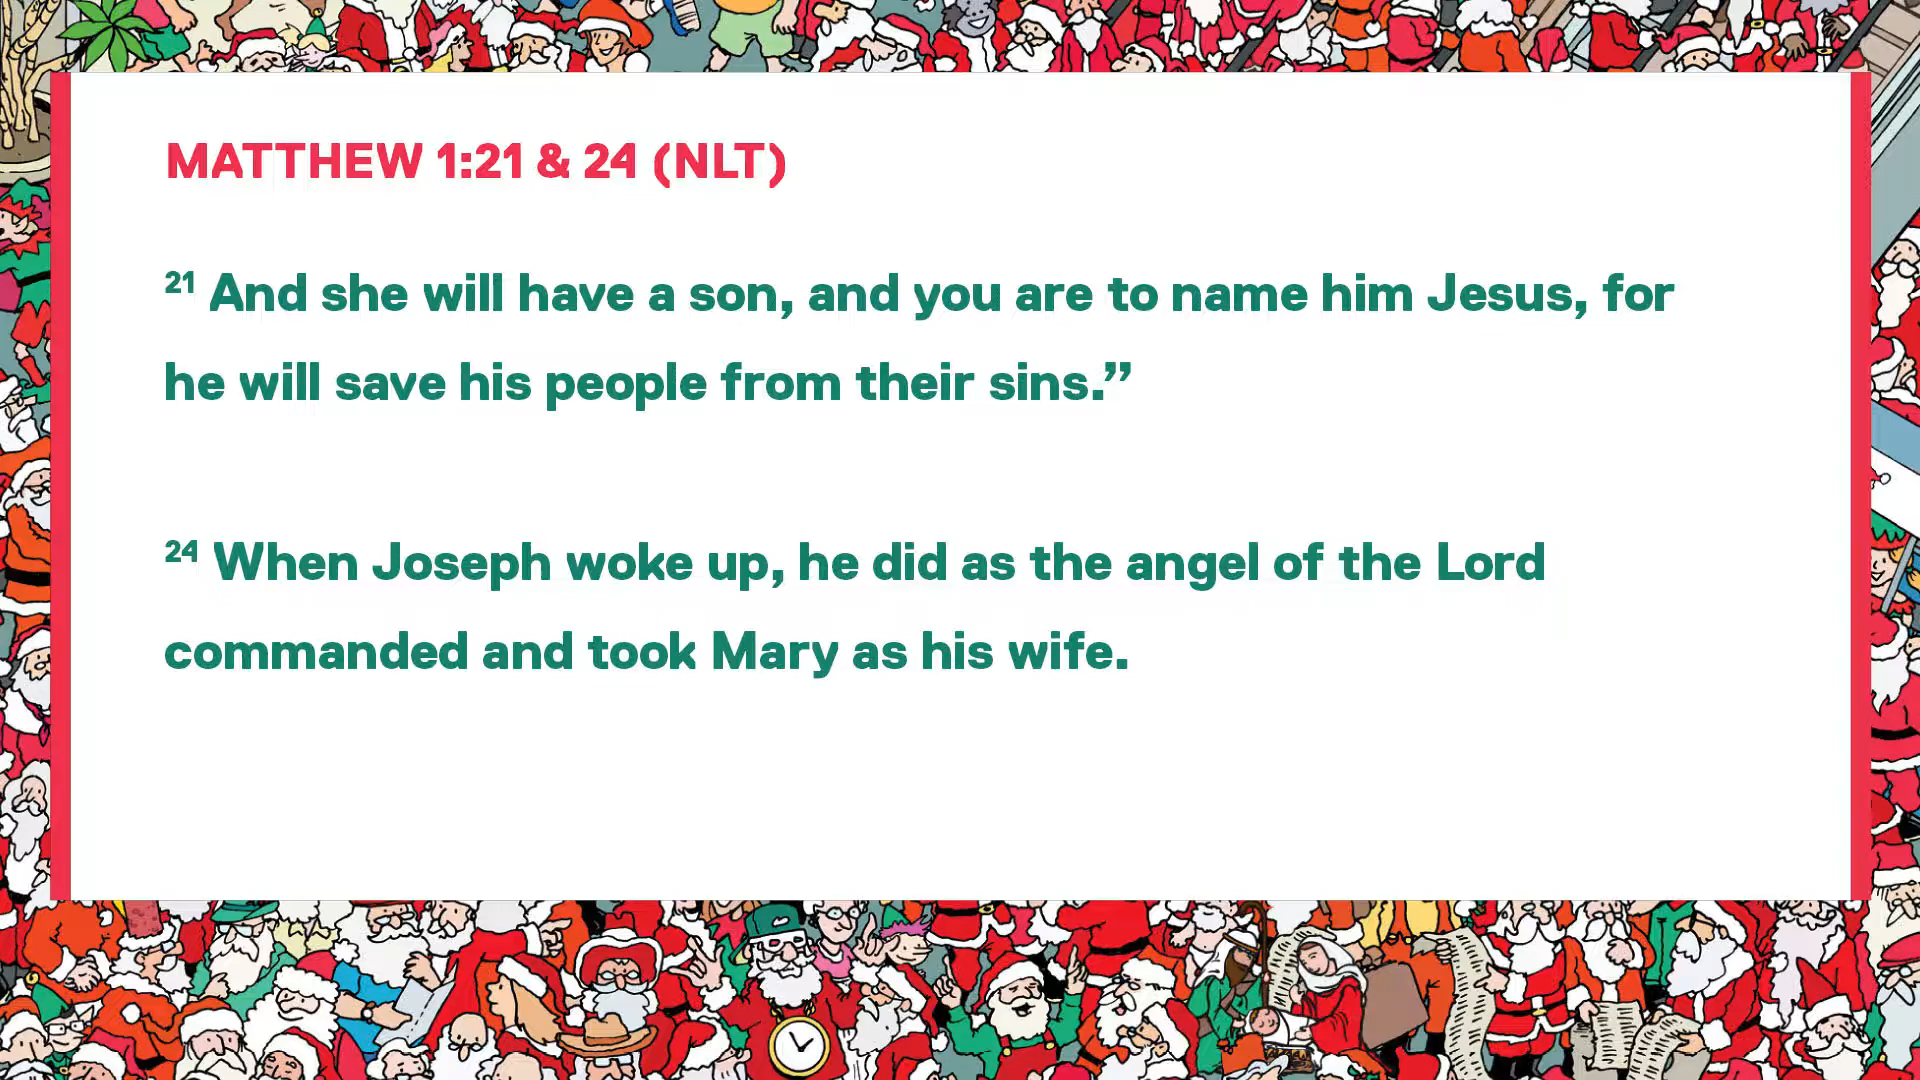 MATTHEW 1:21 & 24 (NLT)
21 And she will have a son, and you are to name him Jesus, for
he will save his people from their sins.”
24 When Joseph woke up, he did as the angel of the Lord
commanded and took Mary as his wife.